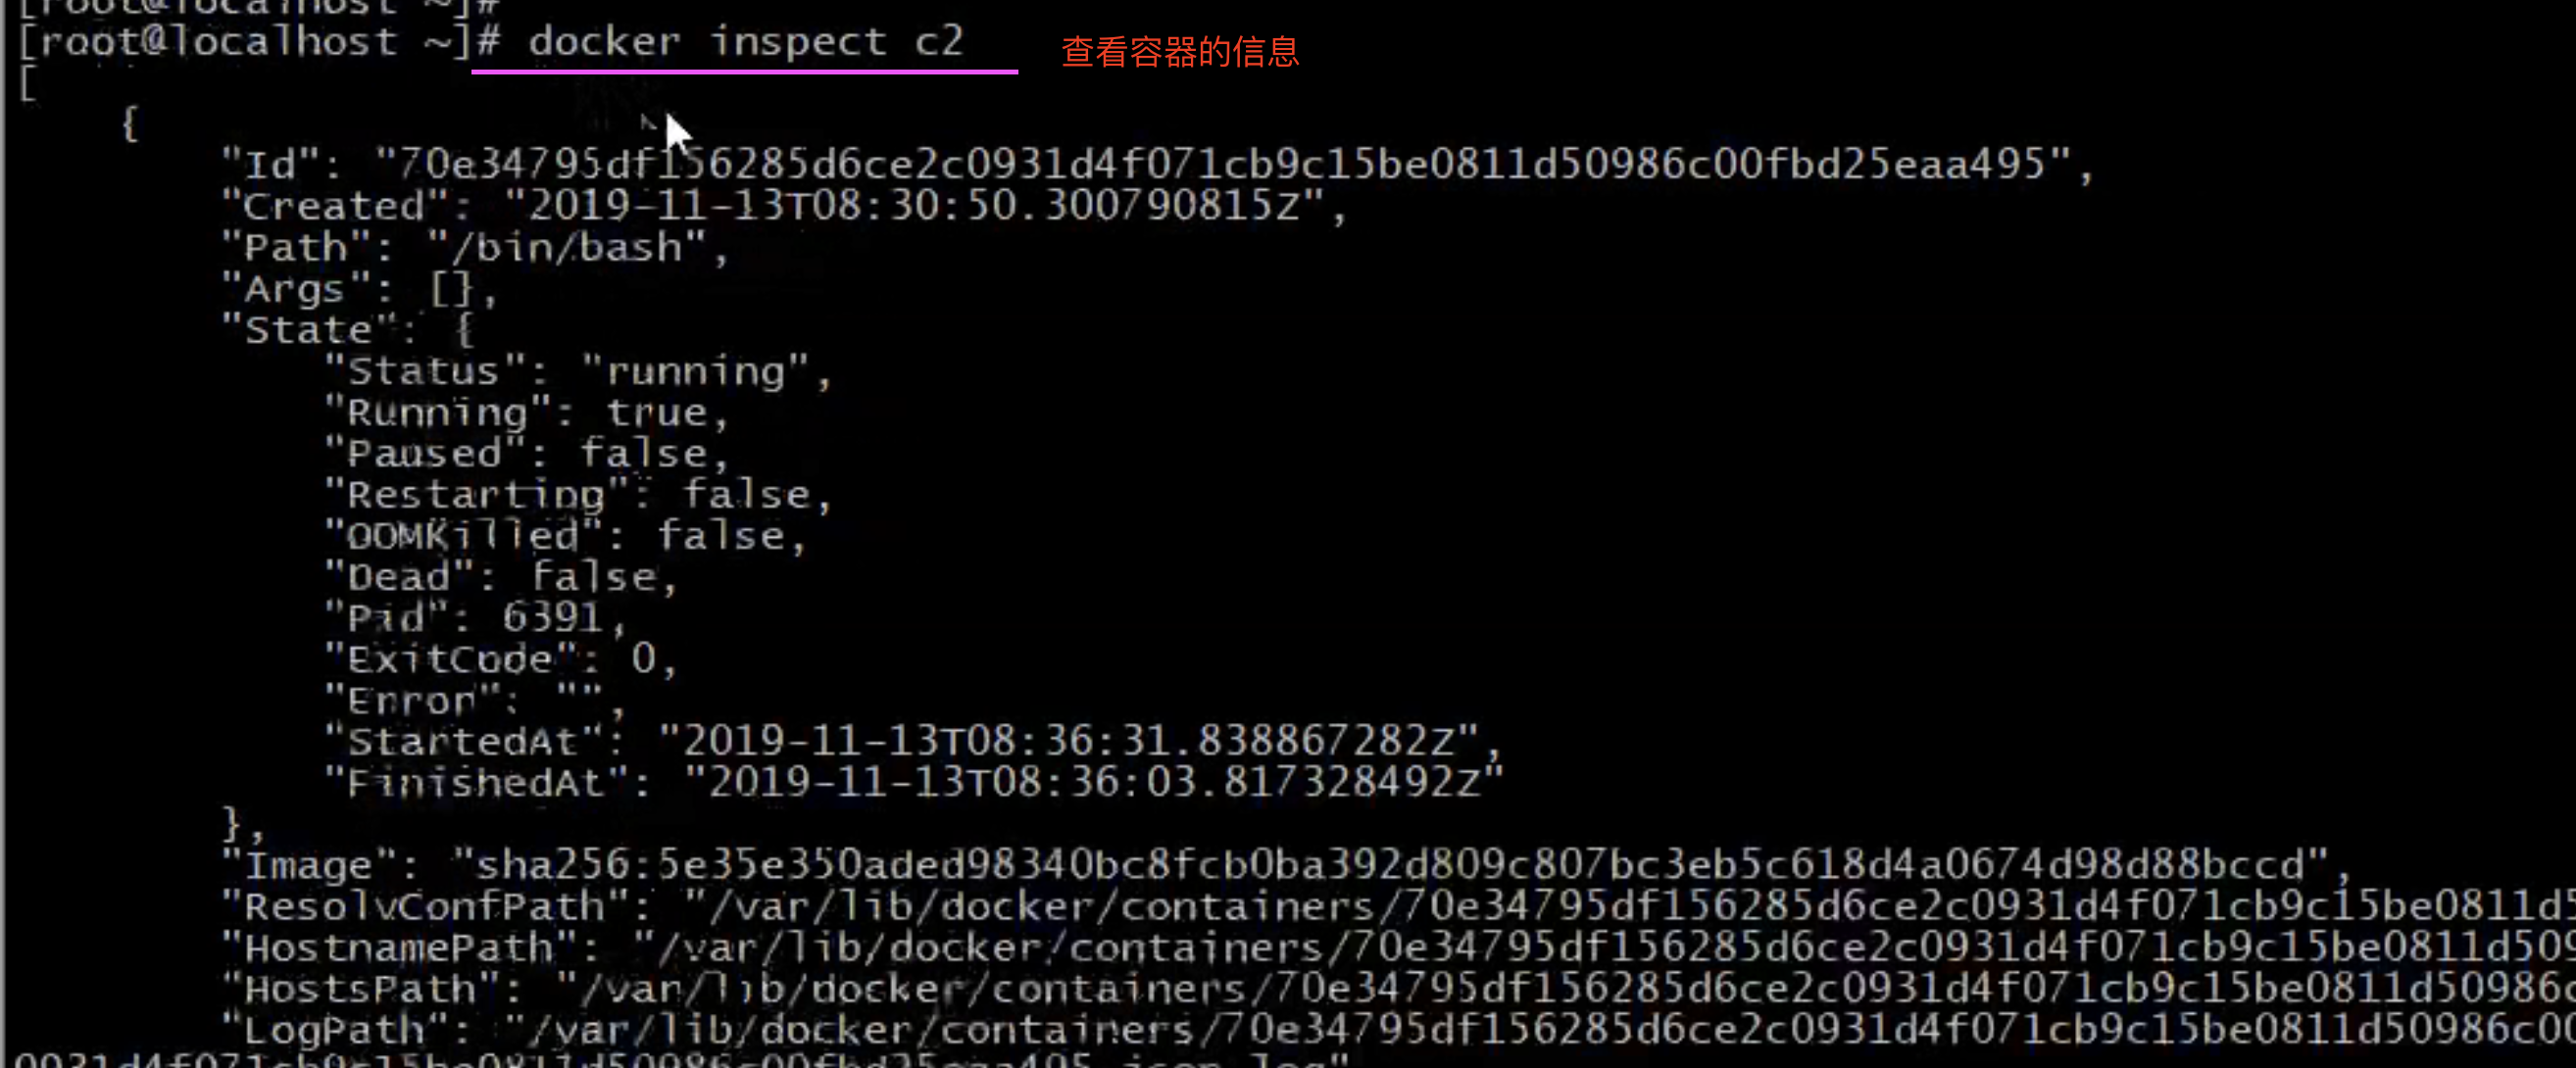 [root@localhost ~]#
[root@localhost ~]# docker inspect c2 查看容器的信息
[
{
"Id": "70e34795df156285d6ce2c0931d4f071cb9c15be0811d50986c00fbd25eaa495",
"Created": "2019-11-13T08:30:50.300790815Z",
"Path": "/bin/bash",
"Args": [],
"State": {
"Status": "running",
"Running": true,
"Paused": false,
"Restarting": false,
"OOMKilled": false,
"Dead": false,
"Pid": 6391,
"ExitCode": 0,
"Error": "",
"StartedAt": "2019-11-13T08:36:31.838867282Z",
"FinishedAt": "2019-11-13T08:36:03.817328492Z"
},
"Image": "sha256:5e35e350aded98340bc8fcb0ba392d809c807bc3eb5c618d4a0674d98d88bccd",
"ResolvConfPath": "/var/lib/docker/containers/70e34795df156285d6ce2c0931d4f071cb9c15be0811d5
"HostnamePath": "/var/lib/docker/containers/70e34795df156285d6ce2c0931d4f071cb9c15be0811d509
"HostsPath": "/var/lib/docker/containers/70e34795df156285d6ce2c0931d4f071cb9c15be0811d50986c
"LogPath": "/var/lib/docker/containers/70e34795df156285d6ce2c0931d4f071cb9c15be0811d50986c00
0931d4f071cb9c15be0811d50986c00fbd25eaa495-json.log"